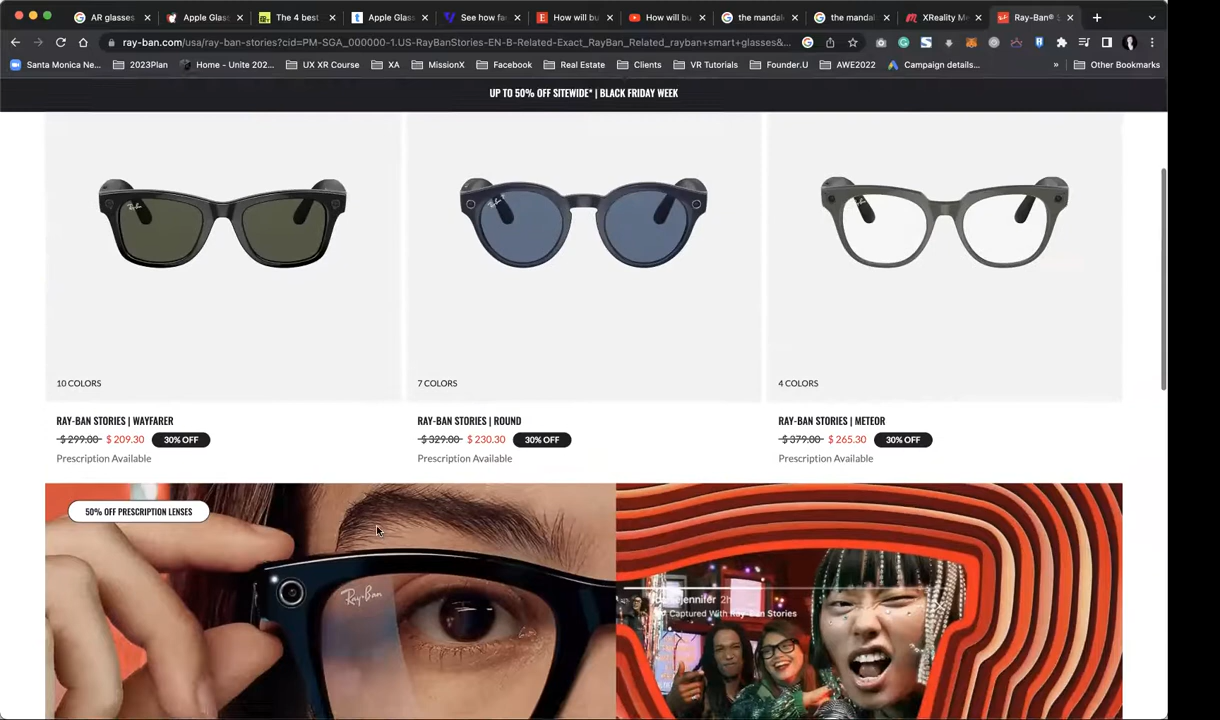 AR glasses
Apple Glas
The 4 best
Apple Glass
See how fa
How will bu
How will bu
the mandal
the mandal
XReality M
Ray-Ban®
ray-ban.com/usa/ray-ban-stories?cid=PM-SGA_000000-1.US-RayBanStories-EN-B-Related-Exact_RayBan_Related_rayban+smart+glasses&...
Santa Monica Ne...
2023Plan
Home - Unite 202...
UX XR Course
XA
MissionX
Facebook
Real Estate
Clients
VR Tutorials
Founder.U
AWE2022
Campaign details...
»
Other Bookmarks
UP TO 50% OFF SITEWIDE* | BLACK FRIDAY WEEK
10 COLORS
7 COLORS
4 COLORS
RAY-BAN STORIES | WAYFARER
$ 299.00 $ 209.30 30% OFF
Prescription Available
RAY-BAN STORIES | ROUND
$ 329.00 $ 230.30 30% OFF
Prescription Available
RAY-BAN STORIES | METEOR
$ 379.00 $ 265.30 30% OFF
Prescription Available
50% OFF PRESCRIPTION LENSES
Ray-Ban
jennifer 2h
Captured With Ray-Ban Stories